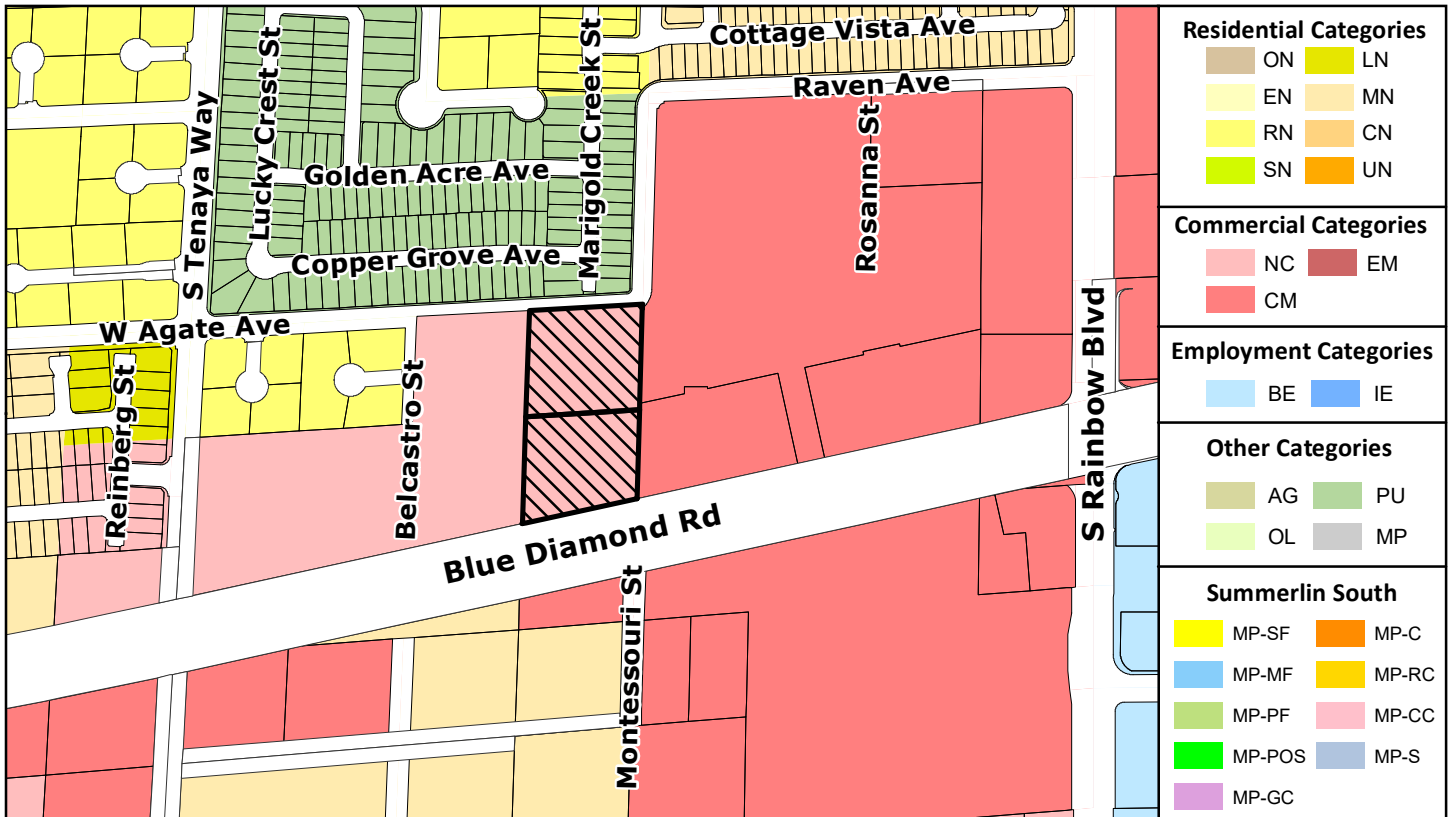 Cottage Vista Ave
Raven Ave
Lucky Crest St
Marigold Creek St
S Tenaya Way
Golden Acre Ave
Rosanna St
Copper Grove Ave
W Agate Ave
S Rainbow Blvd
Reinberg St
Belcastro St
Blue Diamond Rd
Montessouri St
Residential Categories
ON LN
EN MN
RN CN
SN UN
Commercial Categories
NC EM
CM
Employment Categories
BE IE
Other Categories
AG PU
OL MP
Summerlin South
MP-SF MP-C
MP-MF MP-RC
MP-PF MP-CC
MP-POS MP-S
MP-GC